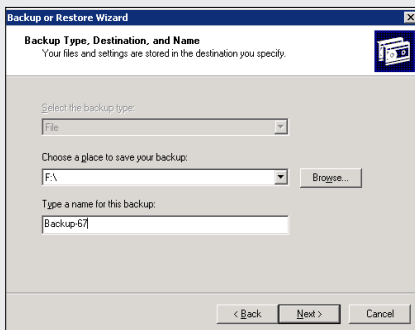 Backup or Restore Wizard
Backup Type, Destination, and Name
Your files and settings are stored in the destination you specify.
Select the backup type:
File
Choose a place to save your backup:
F:\
Browse...
Type a name for this backup:
Backup-67
< Back
Next >
Cancel